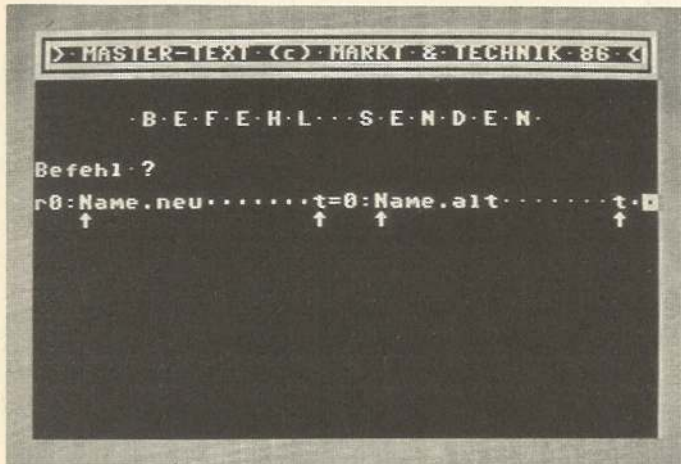 >·MASTER-TEXT·(c)·MARKT·&·TECHNIK·86·<
·B·E·F·E·H·L···S·E·N·D·E·N·
Befehl·?
r0:Name.neu·······t=0:Name.alt·······t·